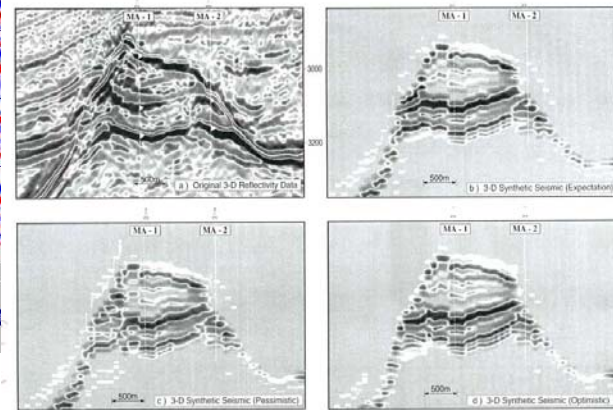 MA - 1 MA - 2
3000
3200
500m
a) Original 3-D Reflectivity Data
MA - 1 MA - 2
500m
b) 3-D Synthetic Seismic (Expectation)
MA - 1 MA - 2
500m
c) 3-D Synthetic Seismic (Pessimistic)
MA - 1 MA - 2
500m
d) 3-D Synthetic Seismic (Optimistic)